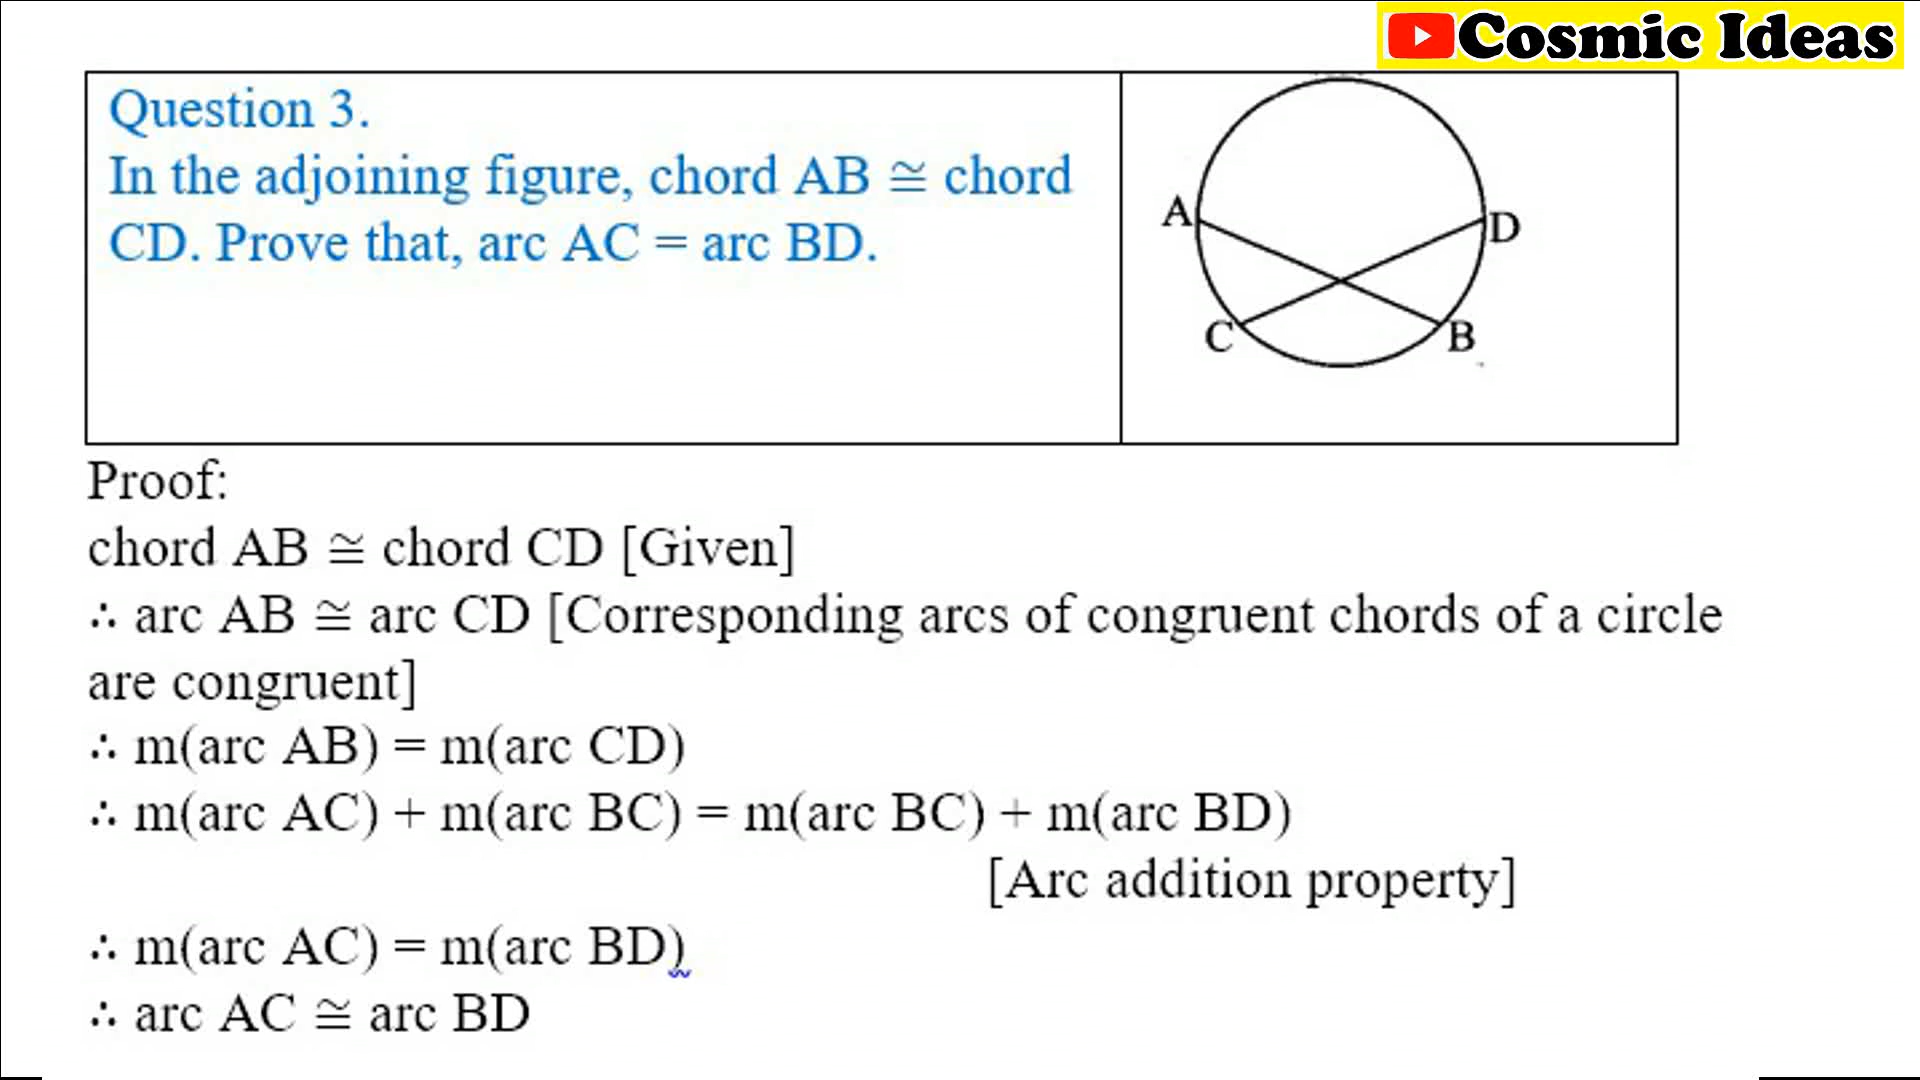 Cosmic Ideas
Question 3.
In the adjoining figure, chord AB ≅ chord
CD. Prove that, arc AC = arc BD.
A
D
C
B
Proof:
chord AB ≅ chord CD [Given]
∴ arc AB ≅ arc CD [Corresponding arcs of congruent chords of a circle
are congruent]
∴ m(arc AB) = m(arc CD)
∴ m(arc AC) + m(arc BC) = m(arc BC) + m(arc BD)
[Arc addition property]
∴ m(arc AC) = m(arc BD)
∴ arc AC ≅ arc BD